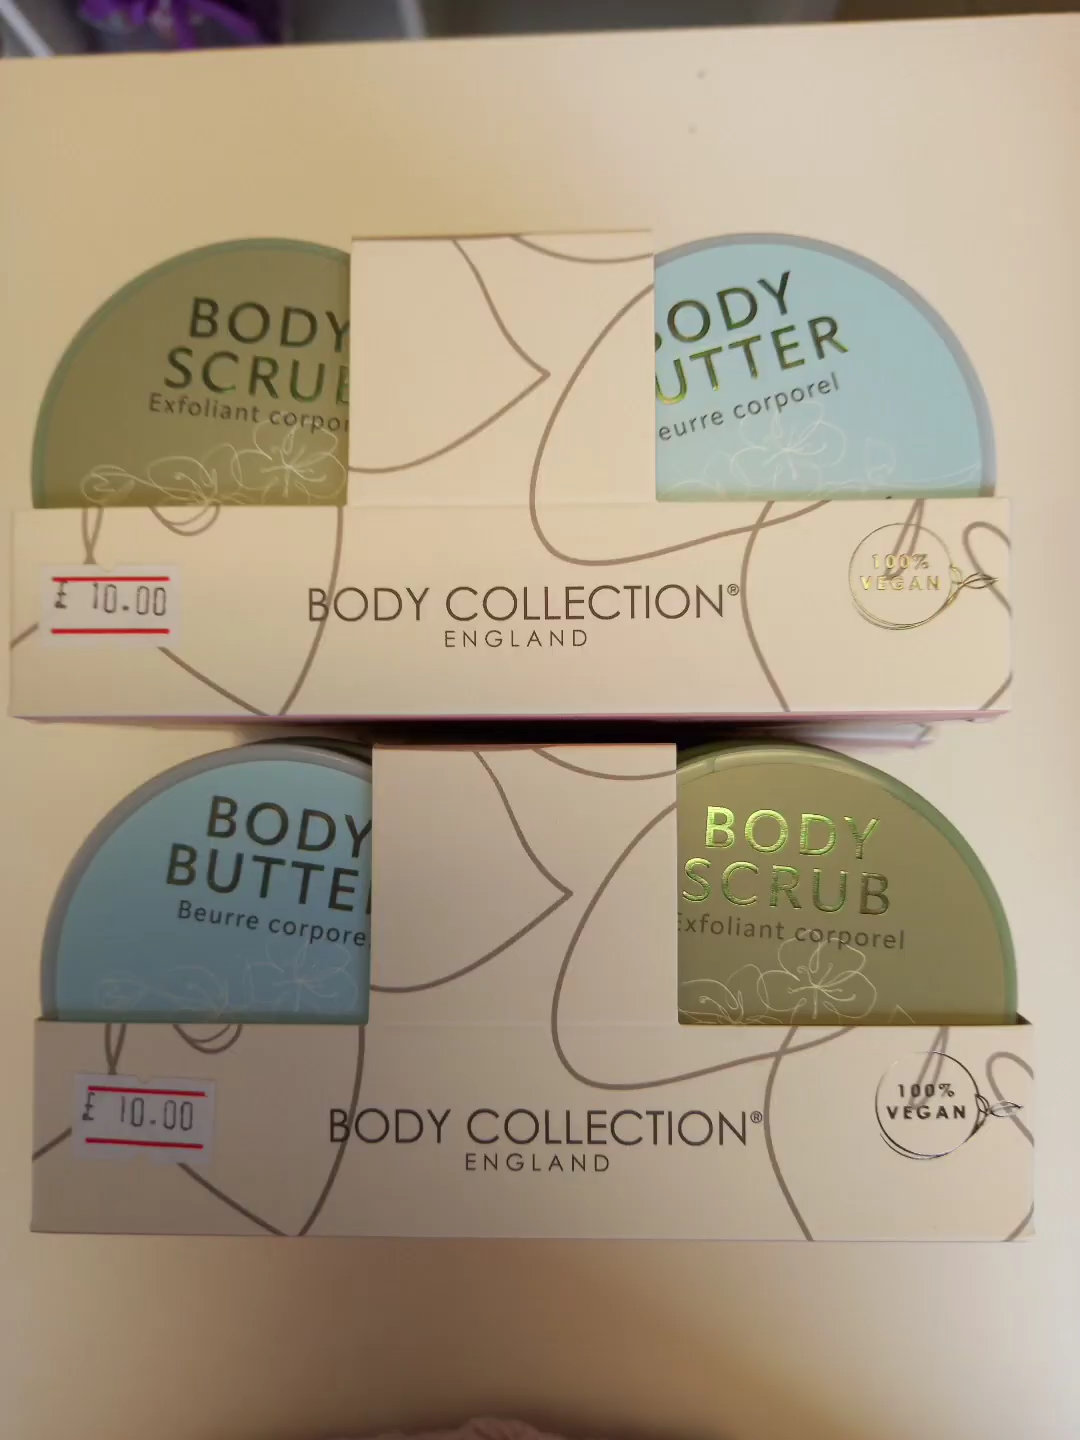 BODY
SCRUB
Exfoliant corpor
BODY
UTTER
eurre corporel
£ 10.00
BODY COLLECTION®
ENGLAND
100%
VEGAN
BODY
BUTTE
Beurre corpore
BODY
SCRUB
Exfoliant corporel
£ 10.00
BODY COLLECTION®
ENGLAND
100%
VEGAN